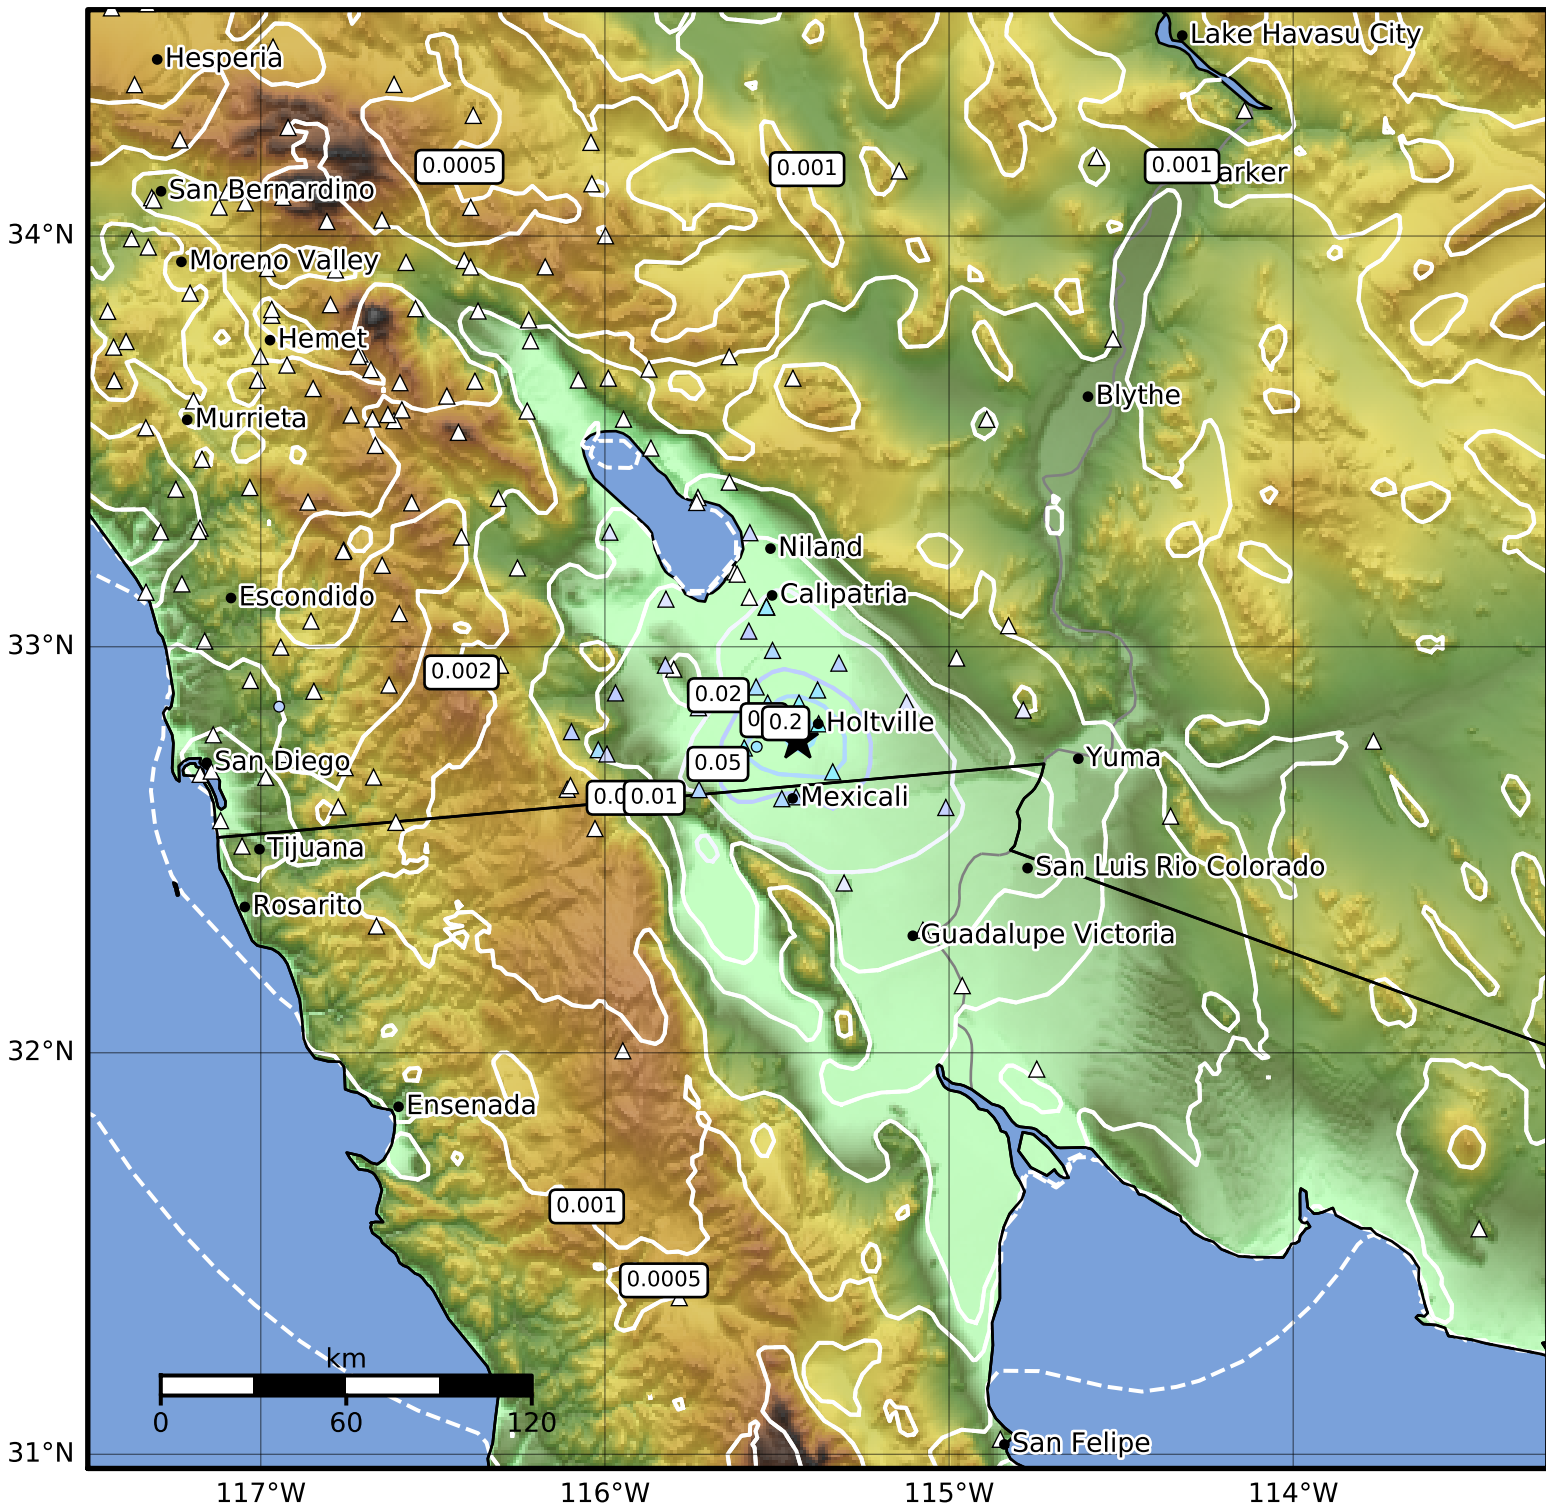 Lake Havasu City
Hesperia
0.0005
0.001
0.001
arker
San Bernardino
34°N
Moreno Valley
Hemet
Blythe
Murrieta
Niland
Calipatria
Escondido
33°N
0.002
0.02
0.2
Holtville
San Diego
0.05
Yuma
0.01
Mexicali
Tijuana
San Luis Rio Colorado
Rosarito
Guadalupe Victoria
32°N
Ensenada
0.001
0.0005
km
0 60 120
San Felipe
31°N
117°W 116°W 115°W 114°W